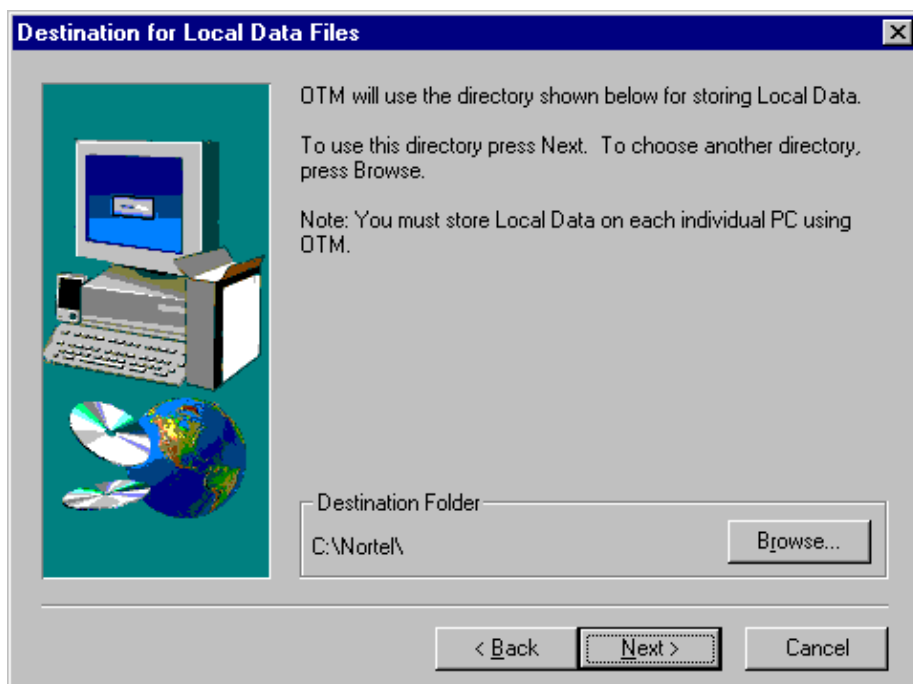 Destination for Local Data Files
OTM will use the directory shown below for storing Local Data.
To use this directory press Next. To choose another directory,
press Browse.
Note: You must store Local Data on each individual PC using
OTM.
Destination Folder
C:\Nortel\
Browse...
< Back
Next >
Cancel